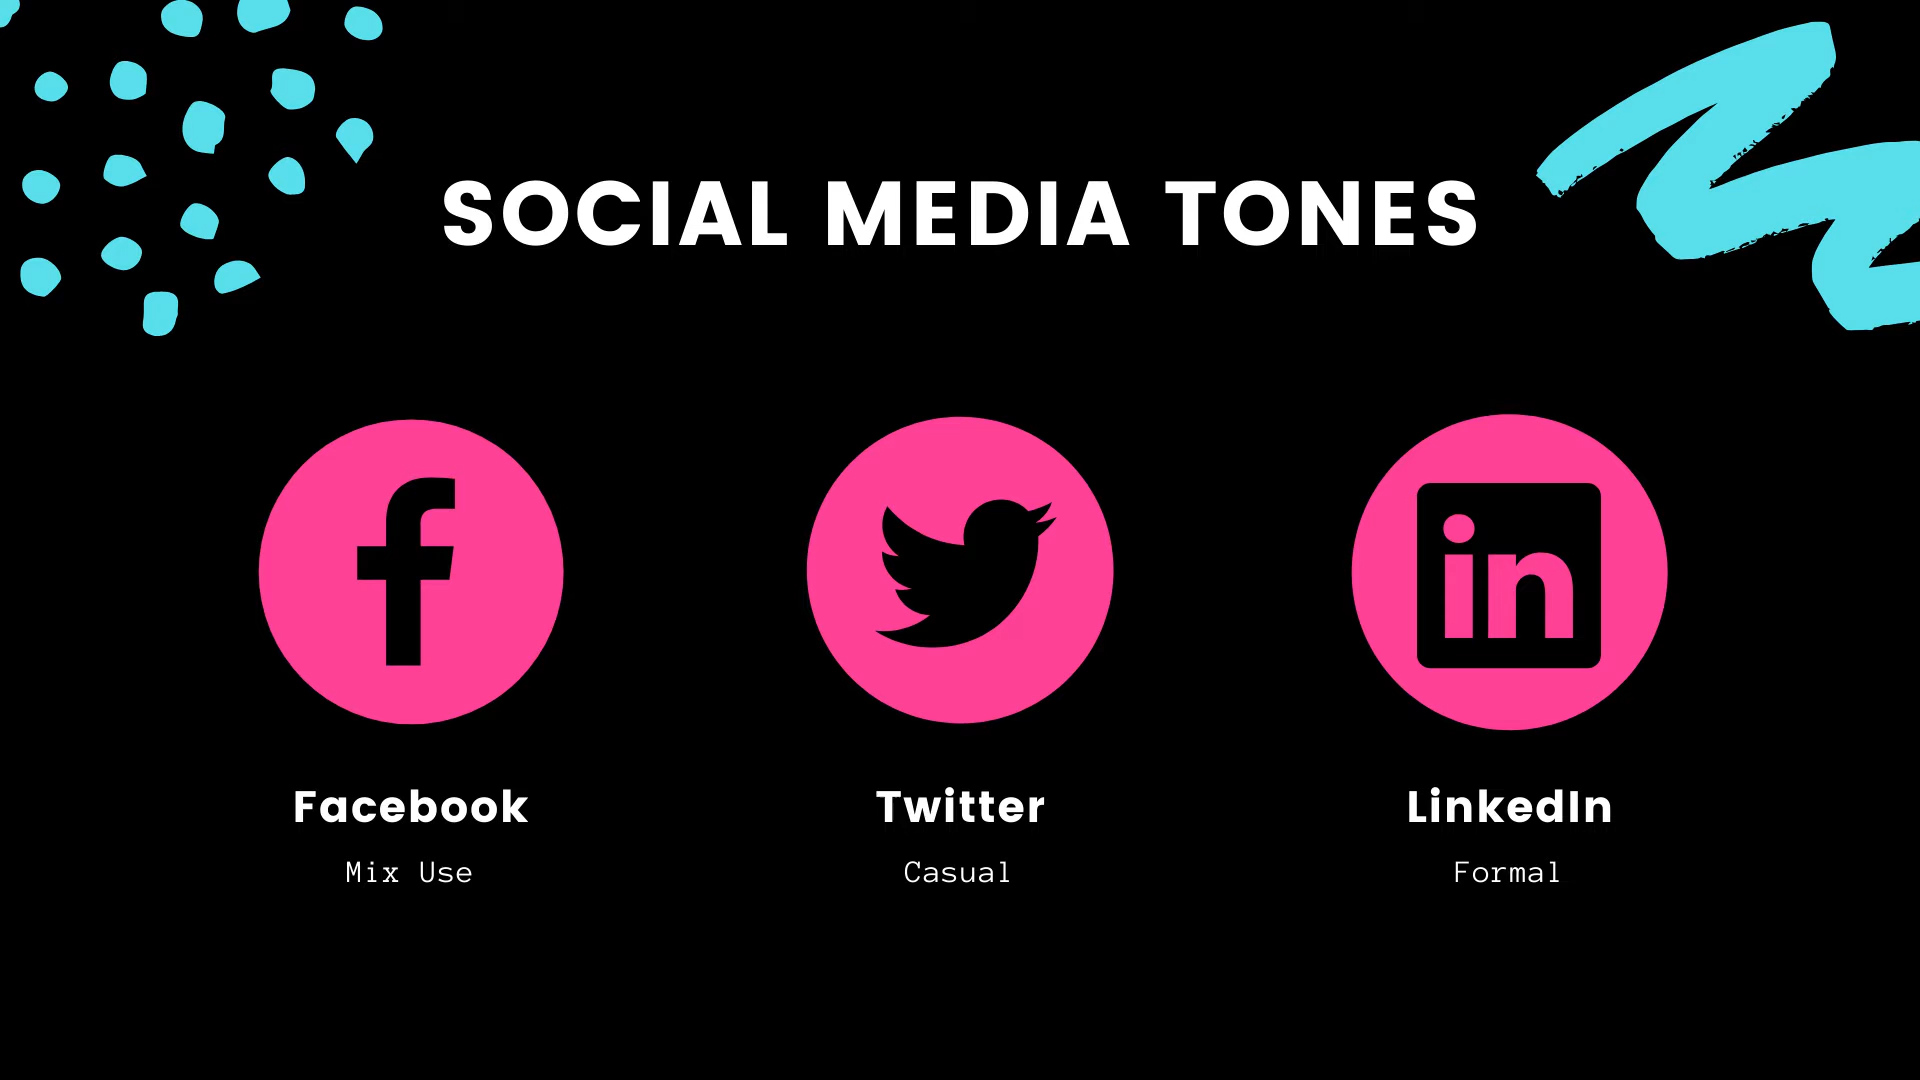 SOCIAL MEDIA TONES
Facebook
Mix Use
Twitter
Casual
LinkedIn
Formal